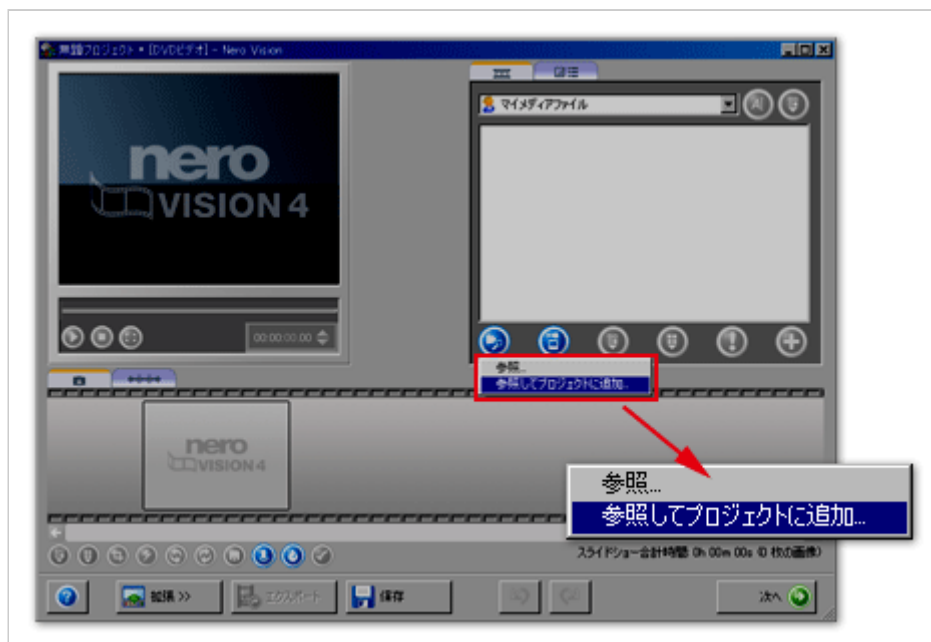 無題プロジェクト • [DVDビデオ] - Nero Vision
マイメディアファイル
nero
VISION 4
00:00:00.00
参照...
参照してプロジェクトに追加...
nero
VISION 4
参照...
参照してプロジェクトに追加...
スライドショー合計時間 0h 00m 00s (0 枚の画像)
拡張 >>
エクスポート
保存
次へ